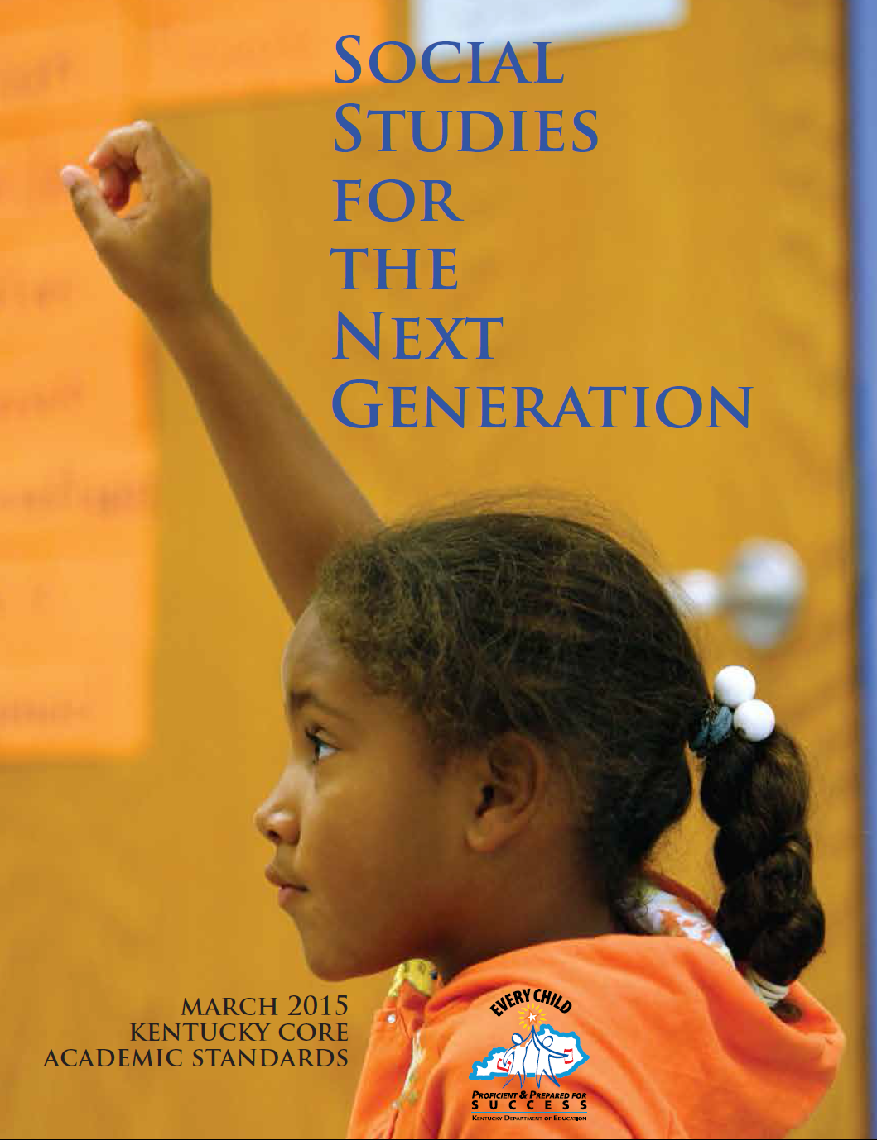 SOCIAL
STUDIES
FOR
THE
NEXT
GENERATION
MARCH 2015
KENTUCKY CORE
ACADEMIC STANDARDS
EVERY CHILD
PROFICIENT & PREPARED FOR
SUCCESS
KENTUCKY DEPARTMENT OF EDUCATION